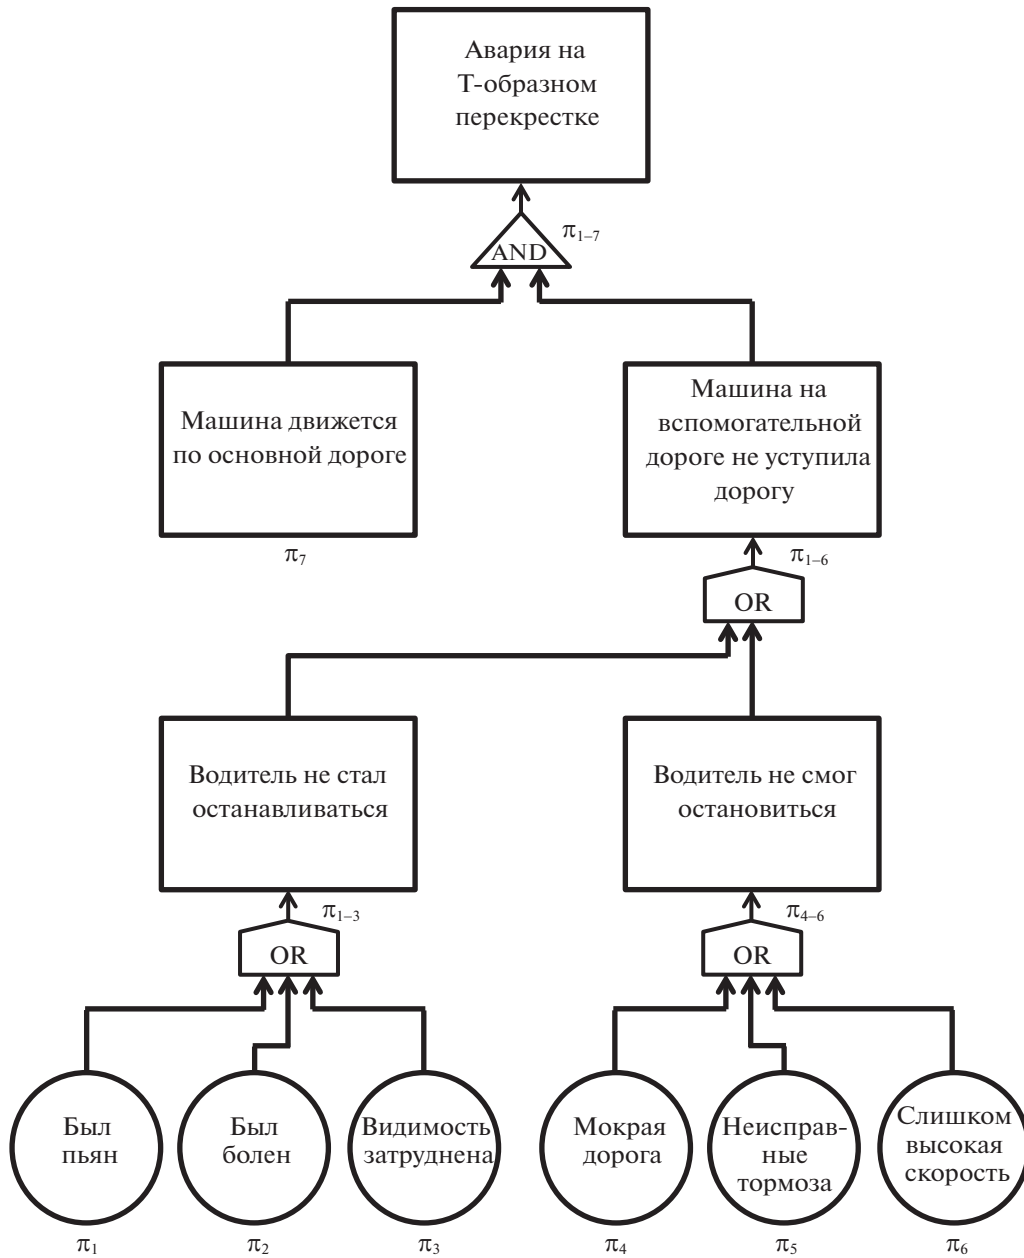 Авария на
Т-образном
перекрестке
π₁₋₇
AND
Машина движется
по основной дороге
π₇
Машина на
вспомогательной
дороге не уступила
дорогу
π₁₋₆
OR
Водитель не стал
останавливаться
Водитель не смог
остановиться
π₁₋₃
OR
π₄₋₆
OR
Был
пьян
Был
болен
Видимость
затруднена
Мокрая
дорога
Неисправ-
ные
тормоза
Слишком
высокая
скорость
π₁
π₂
π₃
π₄
π₅
π₆